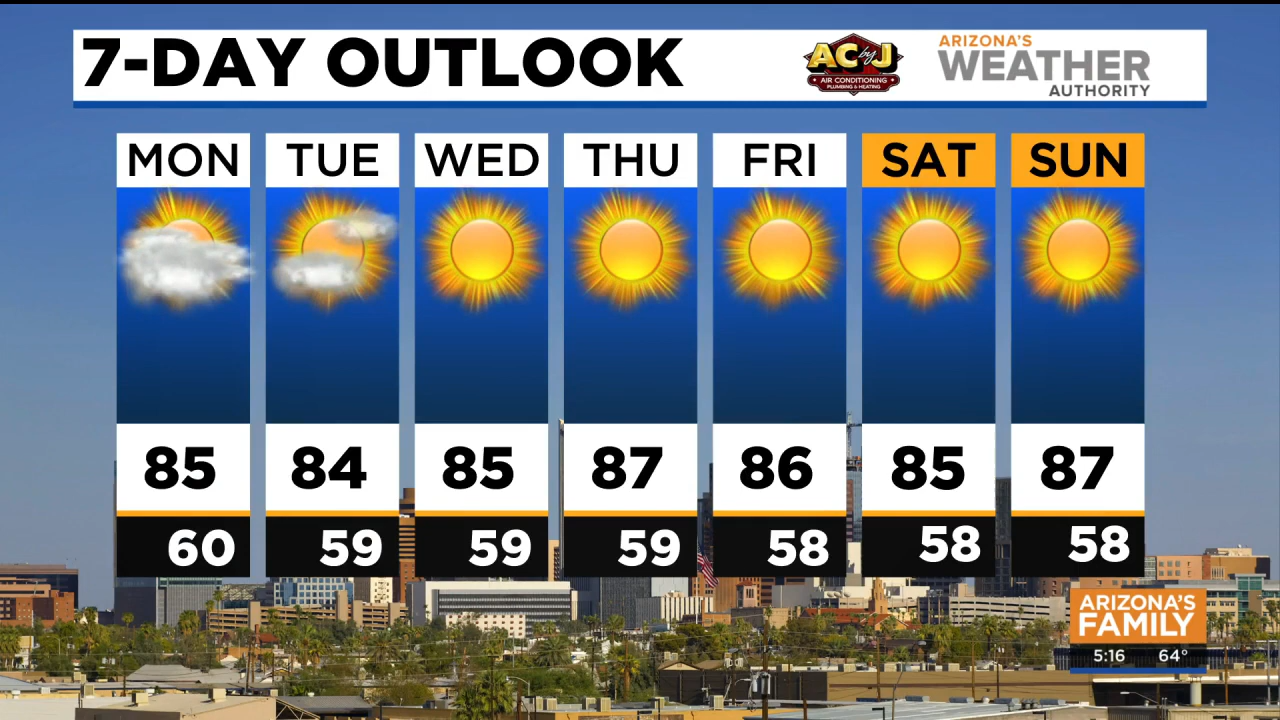 7-DAY OUTLOOK
AC by J
AIR CONDITIONING
PLUMBING & HEATING
ARIZONA'S
WEATHER
AUTHORITY
MON TUE WED THU FRI SAT SUN
85 84 85 87 86 85 87
60 59 59 59 58 58 58
ARIZONA'S
FAMILY
5:16 64°